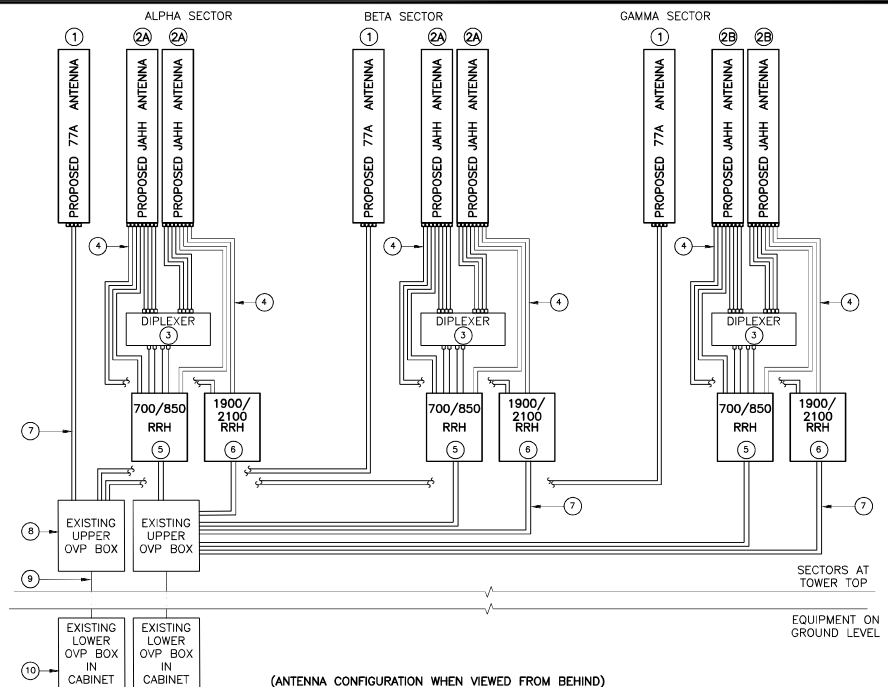 ALPHA SECTOR
BETA SECTOR
GAMMA SECTOR
1
2A
2A
1
2A
2A
1
2B
2B
PROPOSED 77A ANTENNA
PROPOSED JAHH ANTENNA
PROPOSED JAHH ANTENNA
PROPOSED 77A ANTENNA
PROPOSED JAHH ANTENNA
PROPOSED JAHH ANTENNA
PROPOSED 77A ANTENNA
PROPOSED JAHH ANTENNA
PROPOSED JAHH ANTENNA
4
4
4
4
4
4
DIPLEXER
3
DIPLEXER
3
DIPLEXER
3
700/850
RRH
5
1900/
2100
RRH
6
700/850
RRH
5
1900/
2100
RRH
6
700/850
RRH
5
1900/
2100
RRH
6
7
7
7
8
EXISTING
UPPER
OVP BOX
EXISTING
UPPER
OVP BOX
9
SECTORS AT
TOWER TOP
EQUIPMENT ON
GROUND LEVEL
10
EXISTING
LOWER
OVP BOX
IN
CABINET
EXISTING
LOWER
OVP BOX
IN
CABINET
(ANTENNA CONFIGURATION WHEN VIEWED FROM BEHIND)